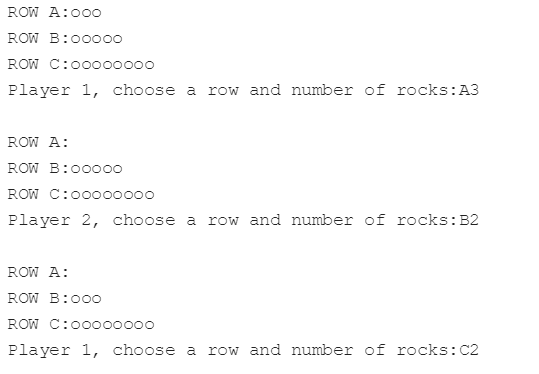 ROW A:ooo
ROW B:ooooo
ROW C:oooooooo
Player 1, choose a row and number of rocks:A3
ROW A:
ROW B:ooooo
ROW C:oooooooo
Player 2, choose a row and number of rocks:B2
ROW A:
ROW B:ooo
ROW C:oooooooo
Player 1, choose a row and number of rocks:C2